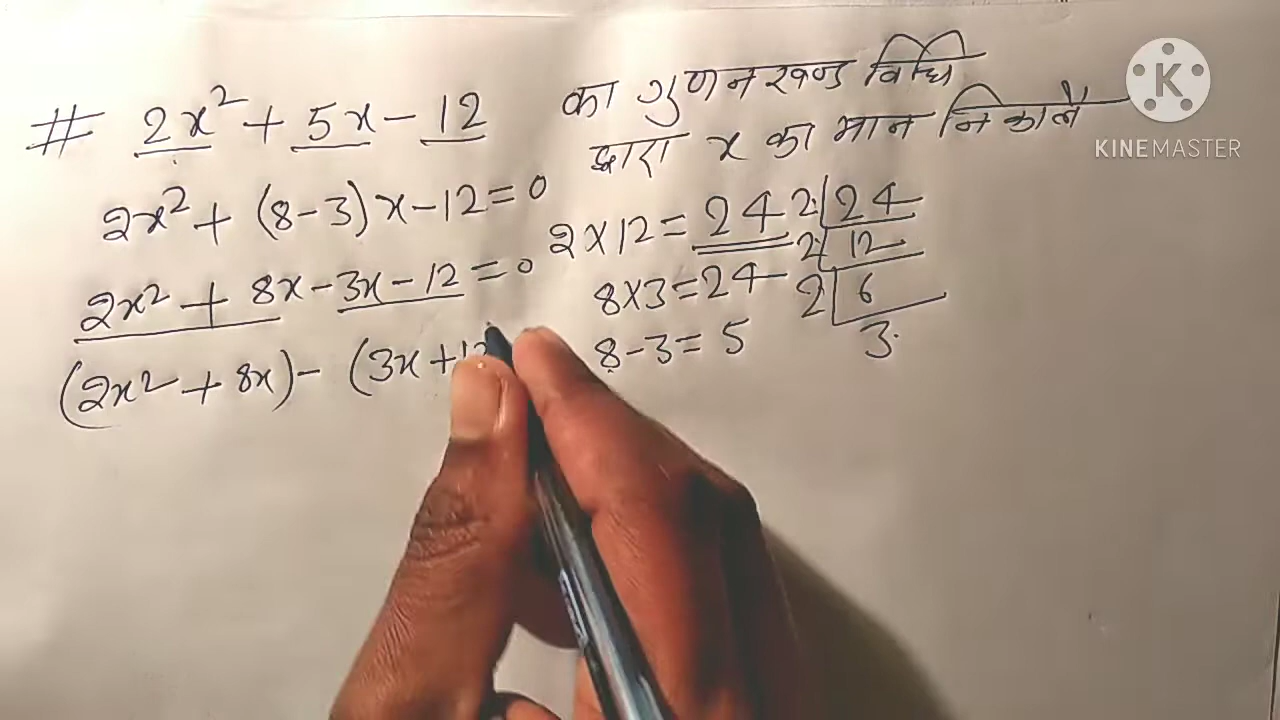 # 2x² + 5x - 12 का गुणनखण्ड विधि
द्वारा x का मान निकाले
2x² + (8-3)x - 12 = 0
2x² + 8x - 3x - 12 = 0
(2x² + 8x) - (3x + 12
2 × 12 = 24
8 × 3 = 24
8 - 3 = 5
2 | 24
2 | 12
2 | 6
3
K
KINEMASTER